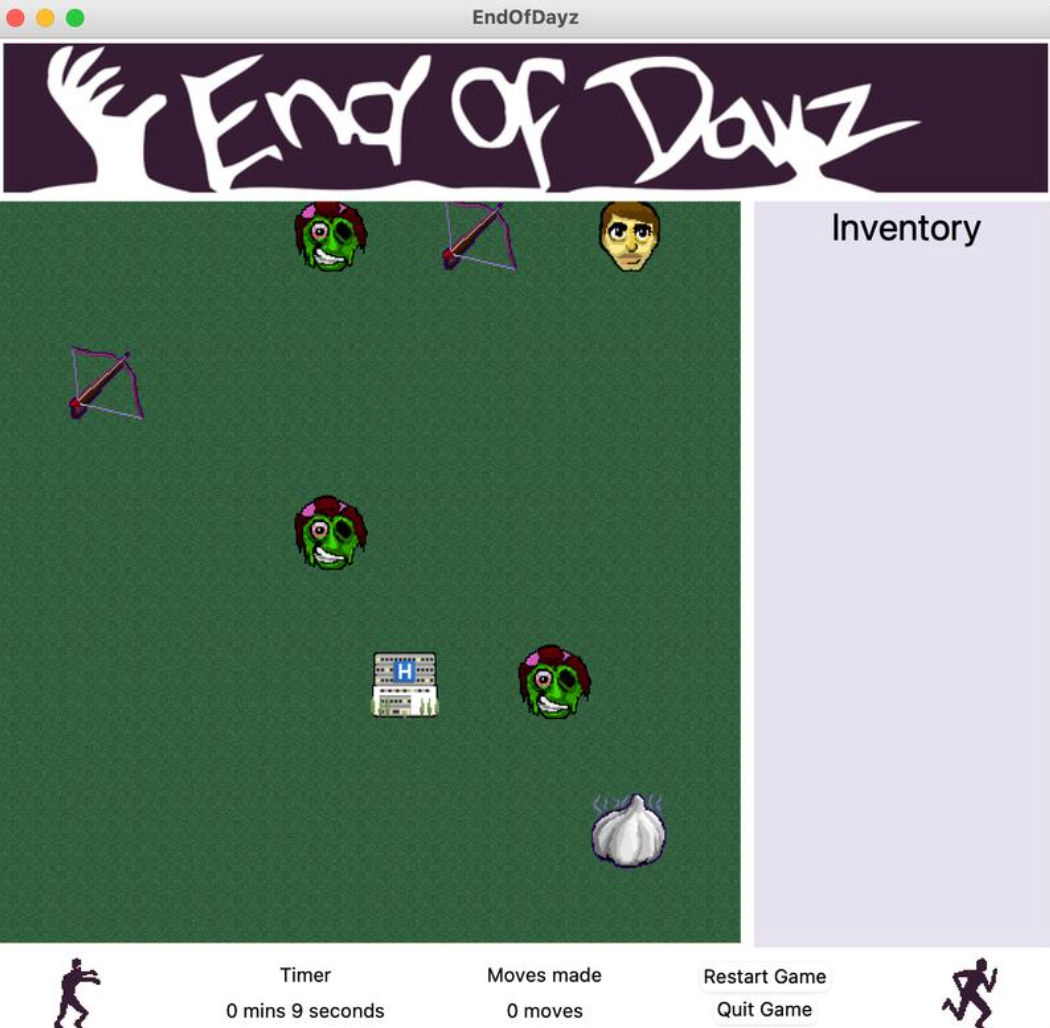 EndOfDayz
End Of Dayz
Inventory
H
Timer
Moves made
Restart Game
0 mins 9 seconds
0 moves
Quit Game